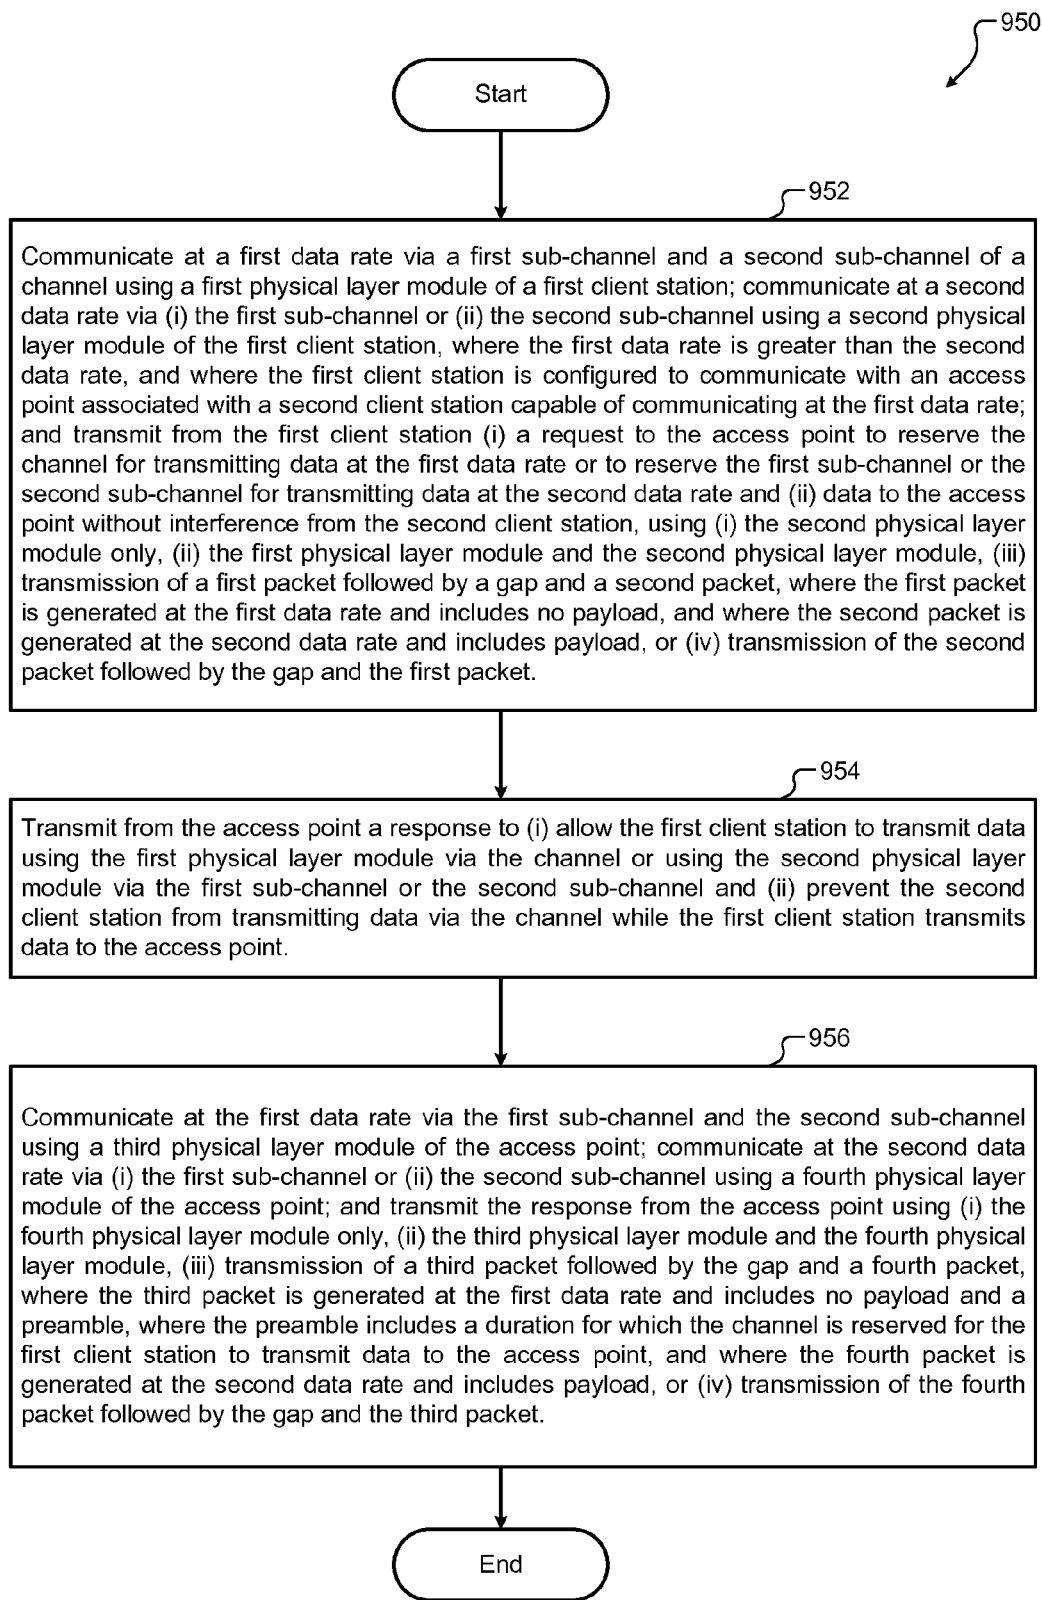 950
Start
952
Communicate at a first data rate via a first sub-channel and a second sub-channel of a
channel using a first physical layer module of a first client station; communicate at a second
data rate via (i) the first sub-channel or (ii) the second sub-channel using a second physical
layer module of the first client station, where the first data rate is greater than the second
data rate, and where the first client station is configured to communicate with an access
point associated with a second client station capable of communicating at the first data rate;
and transmit from the first client station (i) a request to the access point to reserve the
channel for transmitting data at the first data rate or to reserve the first sub-channel or the
second sub-channel for transmitting data at the second data rate and (ii) data to the access
point without interference from the second client station, using (i) the second physical layer
module only, (ii) the first physical layer module and the second physical layer module, (iii)
transmission of a first packet followed by a gap and a second packet, where the first packet
is generated at the first data rate and includes no payload, and where the second packet is
generated at the second data rate and includes payload, or (iv) transmission of the second
packet followed by the gap and the first packet.
954
Transmit from the access point a response to (i) allow the first client station to transmit data
using the first physical layer module via the channel or using the second physical layer
module via the first sub-channel or the second sub-channel and (ii) prevent the second
client station from transmitting data via the channel while the first client station transmits
data to the access point.
956
Communicate at the first data rate via the first sub-channel and the second sub-channel
using a third physical layer module of the access point; communicate at the second data
rate via (i) the first sub-channel or (ii) the second sub-channel using a fourth physical layer
module of the access point; and transmit the response from the access point using (i) the
fourth physical layer module only, (ii) the third physical layer module and the fourth physical
layer module, (iii) transmission of a third packet followed by the gap and a fourth packet,
where the third packet is generated at the first data rate and includes no payload and a
preamble, where the preamble includes a duration for which the channel is reserved for the
first client station to transmit data to the access point, and where the fourth packet is
generated at the second data rate and includes payload, or (iv) transmission of the fourth
packet followed by the gap and the third packet.
End